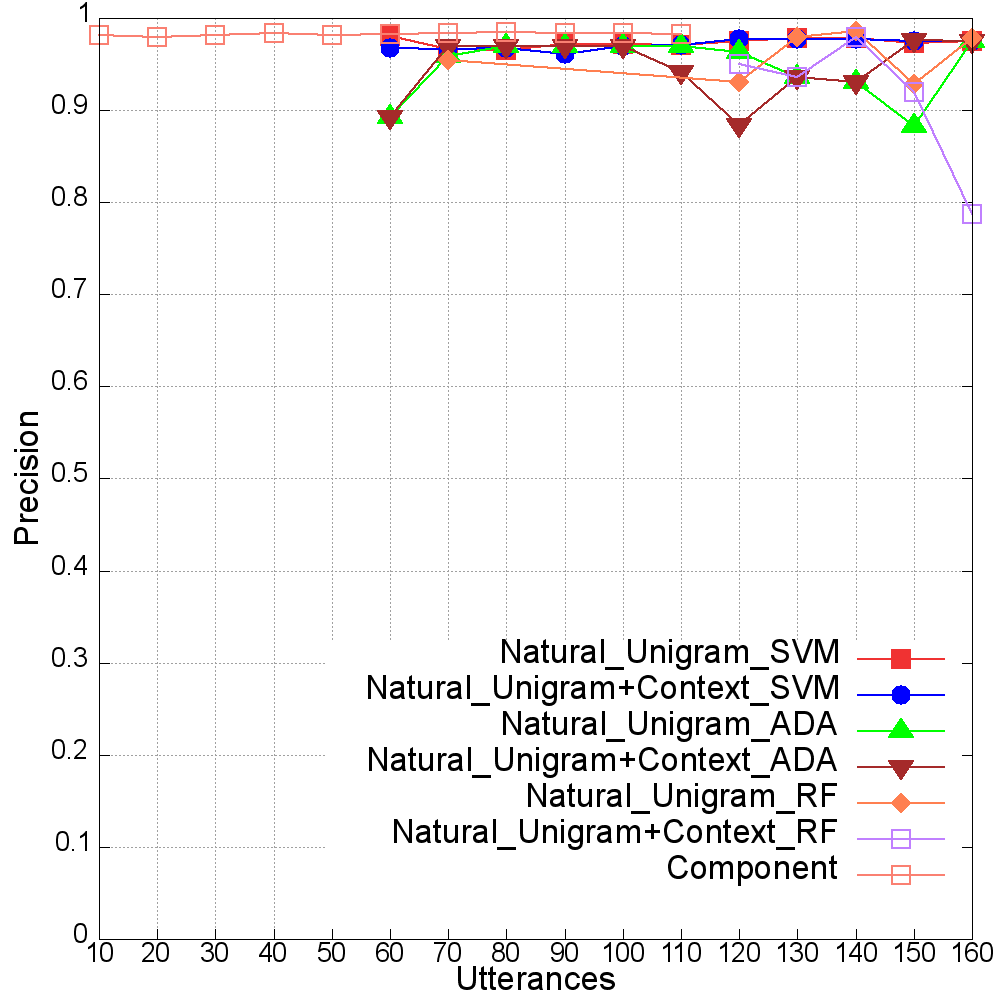 1
0.9
0.8
0.7
0.6
0.5
0.4
0.3
0.2
0.1
0
Precision
Natural_Unigram_SVM
Natural_Unigram+Context_SVM
Natural_Unigram_ADA
Natural_Unigram+Context_ADA
Natural_Unigram_RF
Natural_Unigram+Context_RF
Component
10 20 30 40 50 60 70 80 90 100 110 120 130 140 150 160
Utterances